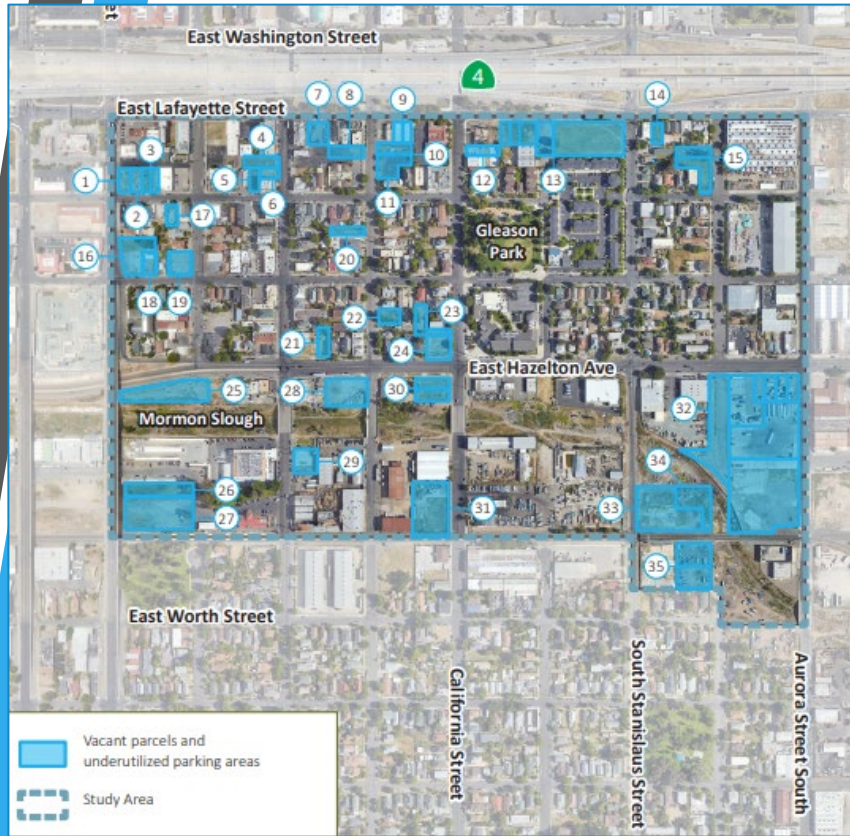 et
East Washington Street
4
East Lafayette Street
7
8
9
14
3
4
10
15
1
5
12
13
6
11
2
17
Gleason
Park
16
20
18
19
22
23
21
24
East Hazelton Ave
25
28
30
32
Mormon Slough
29
34
26
31
33
27
35
East Worth Street
California Street
South Stanislaus Street
Aurora Street South
Vacant parcels and
underutilized parking areas
Study Area